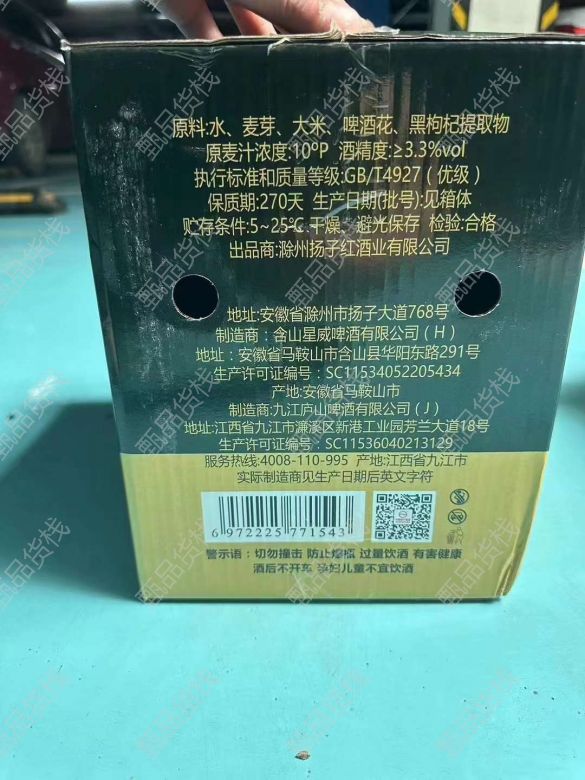 原料:水、麦芽、大米、啤酒花、黑枸杞提取物
原麦汁浓度:10°P 酒精度:≥3.3%vol
执行标准和质量等级:GB/T4927（优级）
保质期:270天 生产日期(批号):见箱体
贮存条件:5~25℃,干燥、避光保存 检验:合格
出品商:滁州扬子红酒业有限公司
地址:安徽省滁州市扬子大道768号
制造商：含山星威啤酒有限公司（H）
地址：安徽省马鞍山市含山县华阳东路291号
生产许可证编号：SC11534052205434
产地:安徽省马鞍山市
制造商:九江庐山啤酒有限公司（J）
地址:江西省九江市濂溪区新港工业园芳兰大道18号
生产许可证编号：SC11536040213129
服务热线:4008-110-995 产地:江西省九江市
实际制造商见生产日期后英文字符
6 972225 771543
警示语：切勿撞击 防止爆瓶 过量饮酒 有害健康
酒后不开车 孕妇儿童不宜饮酒
甄品货栈